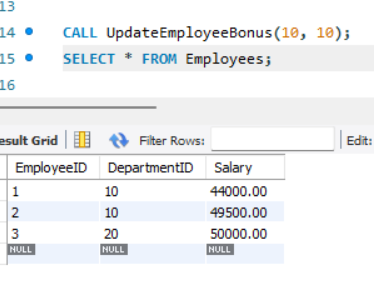 13
14 CALL UpdateEmployeeBonus(10, 10);
15 SELECT * FROM Employees;
16
esult Grid Filter Rows: Edit:
EmployeeID DepartmentID Salary
1 10 44000.00
2 10 49500.00
3 20 50000.00
NULL NULL NULL